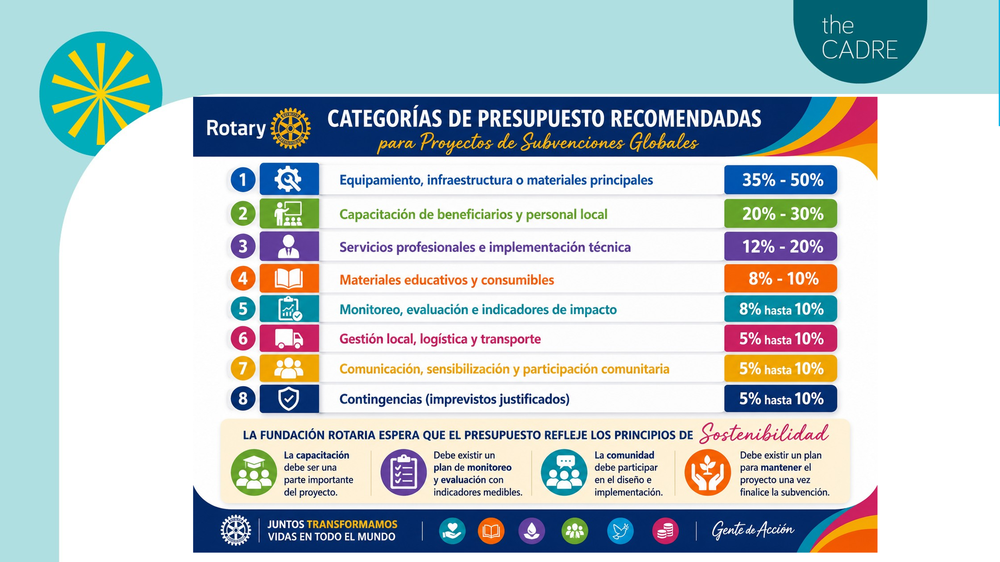 the
CADRE
Rotary
CATEGORÍAS DE PRESUPUESTO RECOMENDADAS
para Proyectos de Subvenciones Globales
1 Equipamiento, infraestructura o materiales principales 35% - 50%
2 Capacitación de beneficiarios y personal local 20% - 30%
3 Servicios profesionales e implementación técnica 12% - 20%
4 Materiales educativos y consumibles 8% - 10%
5 Monitoreo, evaluación e indicadores de impacto 8% hasta 10%
6 Gestión local, logística y transporte 5% hasta 10%
7 Comunicación, sensibilización y participación comunitaria 5% hasta 10%
8 Contingencias (imprevistos justificados) 5% hasta 10%
LA FUNDACIÓN ROTARIA ESPERA QUE EL PRESUPUESTO REFLEJE LOS PRINCIPIOS DE Sostenibilidad
La capacitación
debe ser una
parte importante
del proyecto.
Debe existir un
plan de monitoreo
y evaluación con
indicadores medibles.
La comunidad
debe participar
en el diseño e
implementación.
Debe existir un plan
para mantener el
proyecto una vez
finalice la subvención.
JUNTOS TRANSFORMAMOS
VIDAS EN TODO EL MUNDO
Gente de Acción